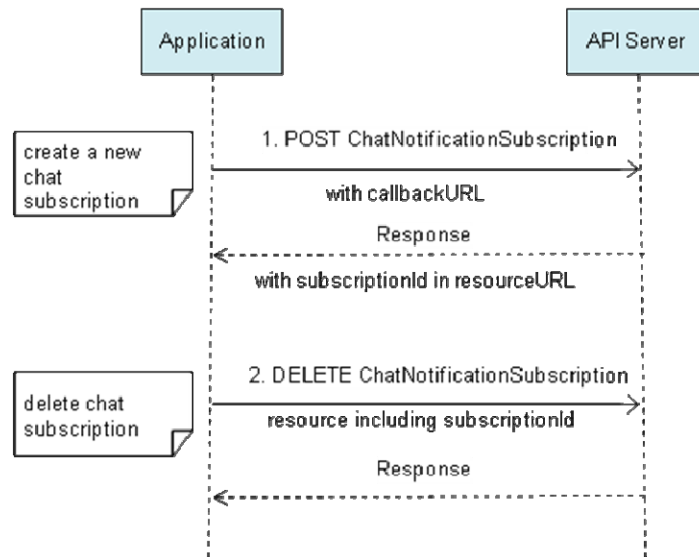 Application
API Server
create a new
chat
subscription
1. POST ChatNotificationSubscription
with callbackURL
Response
with subscriptionId in resourceURL
delete chat
subscription
2. DELETE ChatNotificationSubscription
resource including subscriptionId
Response